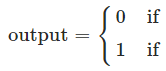 output = { 0 if
1 if